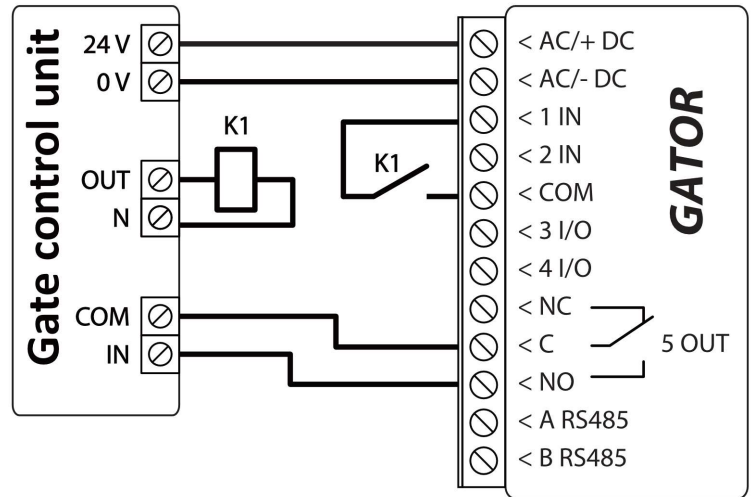 Gate control unit
24 V
0 V
K1
OUT
N
COM
IN
K1
< AC/+ DC
< AC/- DC
< 1 IN
< 2 IN
< COM
< 3 I/O
< 4 I/O
< NC
< C
5 OUT
< NO
< A RS485
< B RS485
GATOR